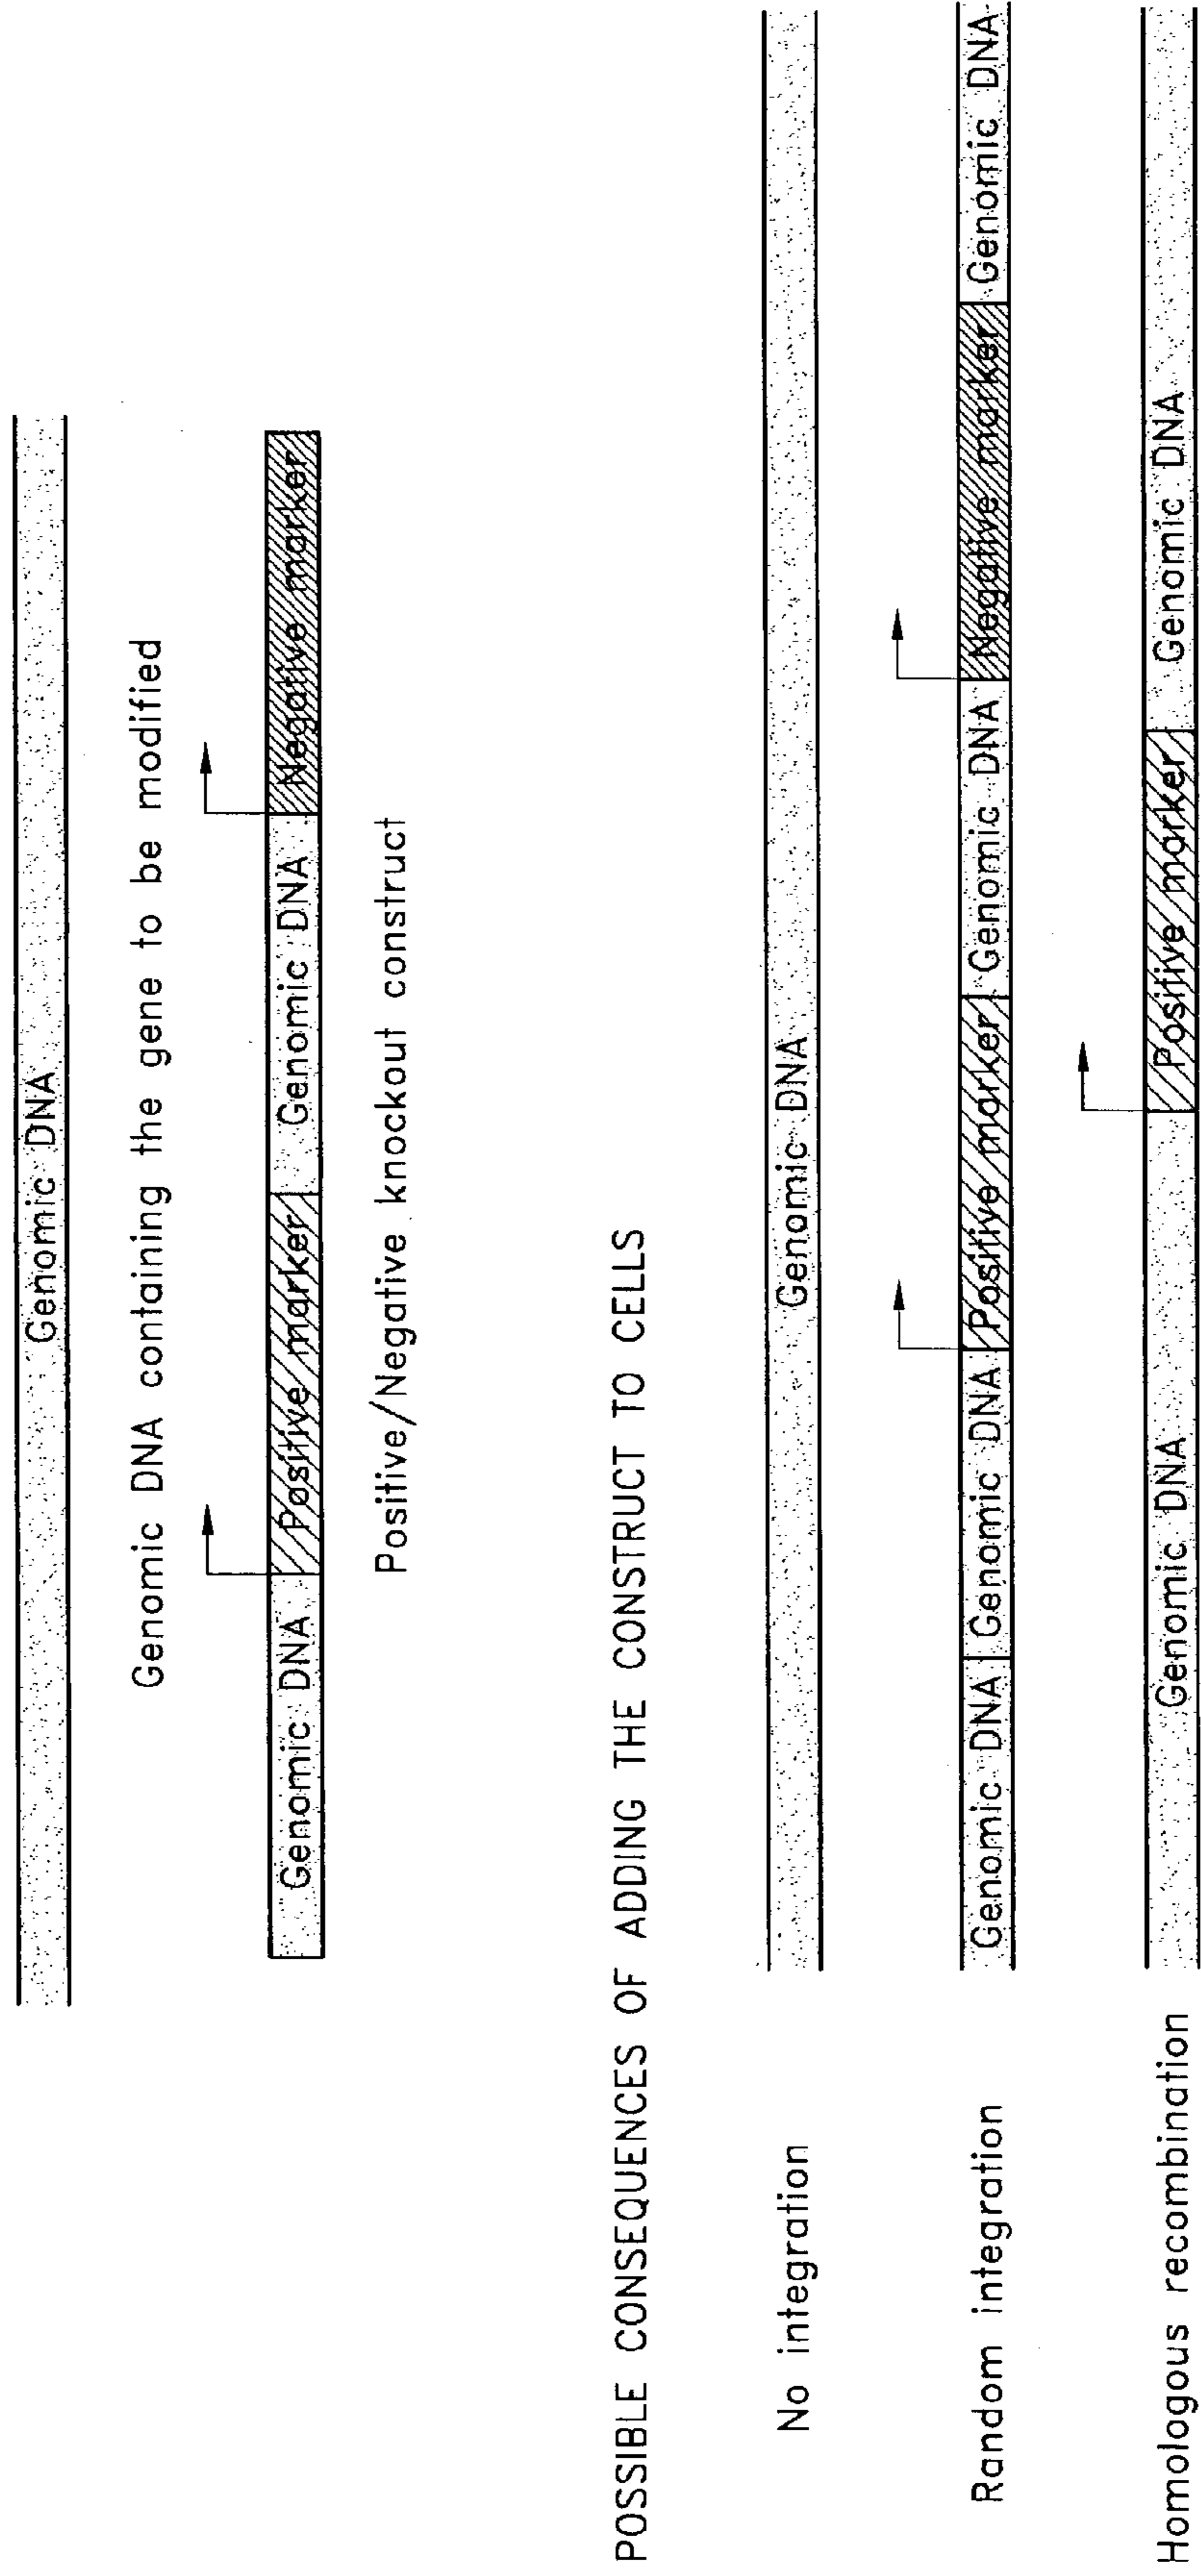 Genomic DNA
Genomic DNA containing the gene to be modified
Genomic DNA Positive marker Genomic DNA Negative marker
Positive/Negative knockout construct
POSSIBLE CONSEQUENCES OF ADDING THE CONSTRUCT TO CELLS
No integration Genomic DNA
Random integration Genomic DNA Genomic DNA Positive marker Genomic DNA Negative marker Genomic DNA
Homologous recombination Genomic DNA Positive marker Genomic DNA